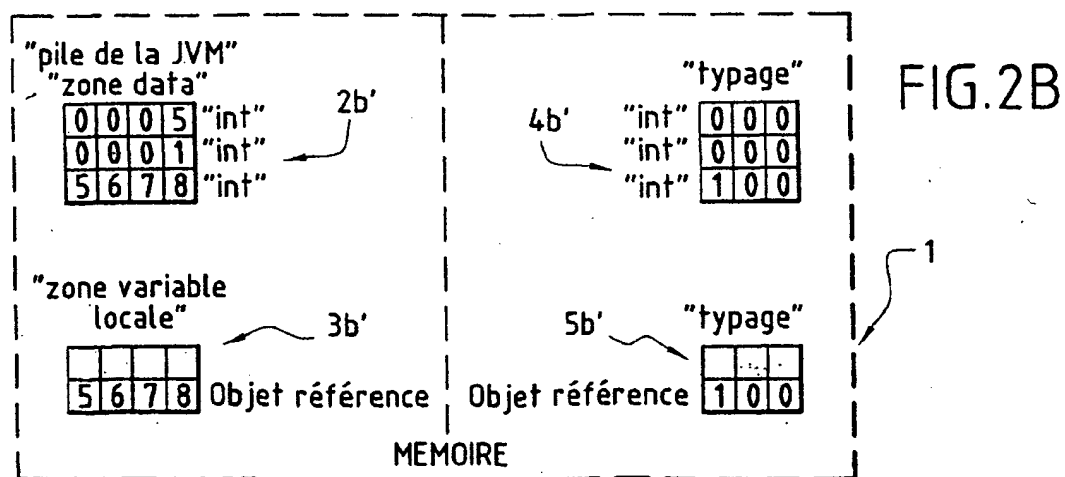 "pile de la JVM"
"zone data"
0 0 0 5 "int"
0 0 0 1 "int"
5 6 7 8 "int"
2b'
"typage"
4b'
"int" 0 0 0
"int" 0 0 0
"int" 1 0 0
FIG.2B
1
"zone variable
locale"
3b'
5 6 7 8 Objet référence
"typage"
5b'
Objet référence 1 0 0
MEMOIRE